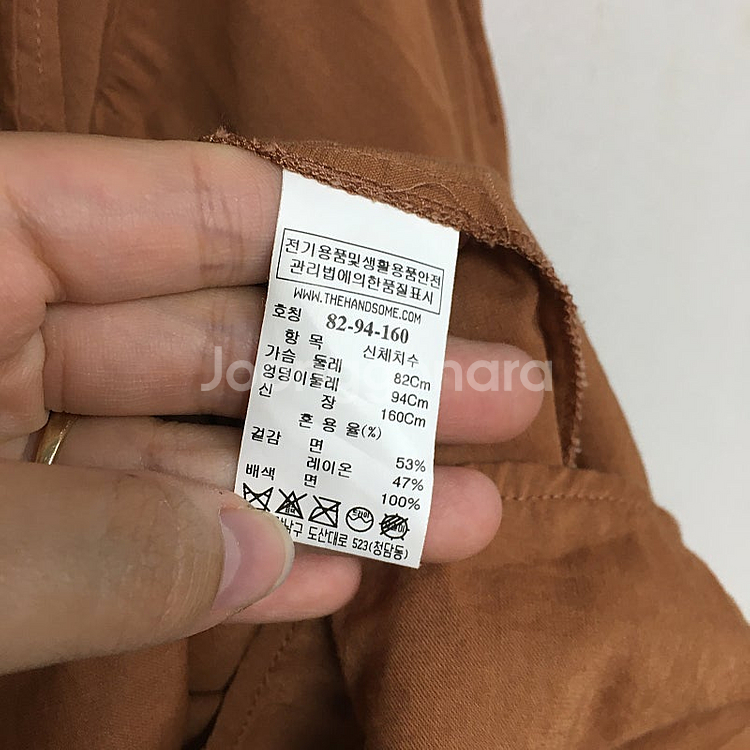 전기용품및생활용품안전
관리법에의한품질표시
WWW.THEHANDSOME.COM
호칭 82-94-160
항 목 신체치수
가슴 둘레 82Cm
엉덩이둘레 94Cm
신 장 160Cm
혼 용 율(%)
겉감 면 53%
레이온 47%
배색 면 100%
도산대로 523(청담동)